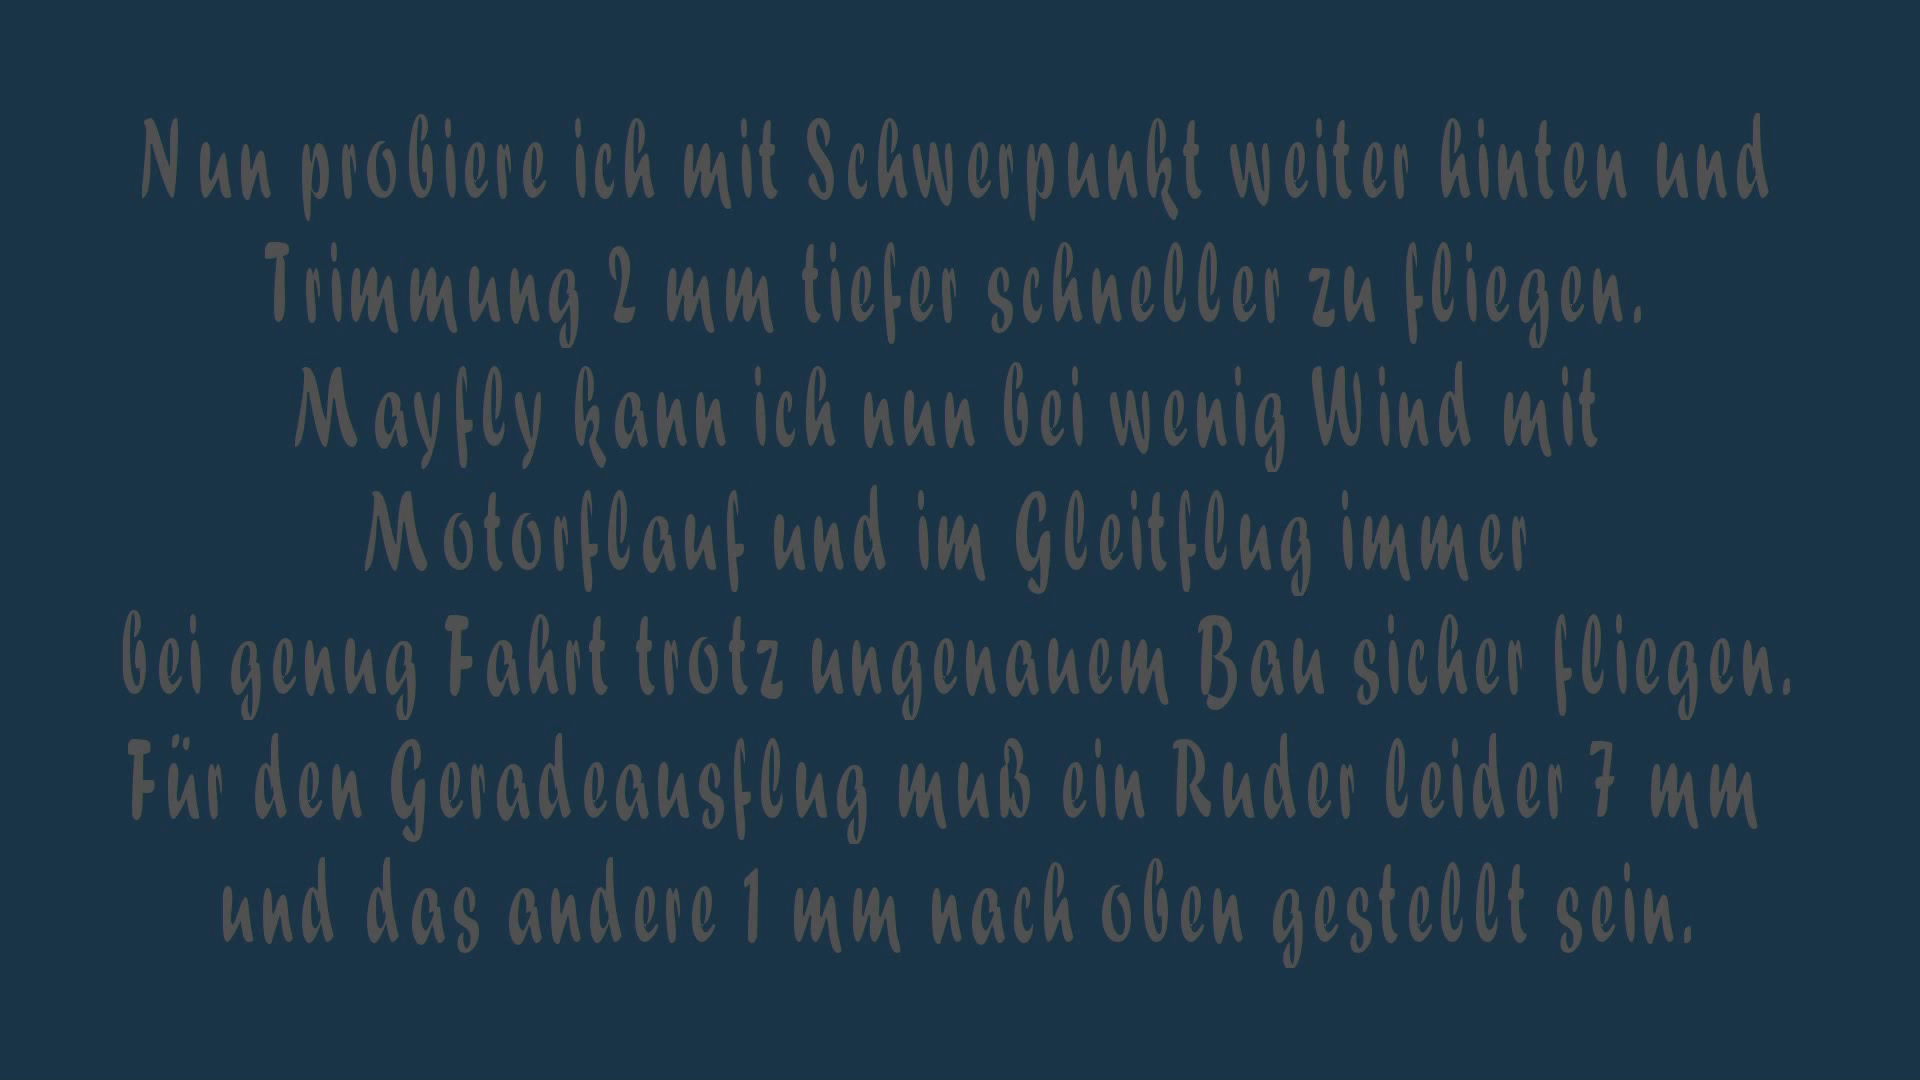 Nun probiere ich mit Schwerpunkt weiter hinten und
Trimmung 2 mm tiefer schneller zu fliegen.
Mayfly kann ich nun bei wenig Wind mit
Motorflauf und im Gleitflug immer
bei genug Fahrt trotz ungenauem Bau sicher fliegen.
Für den Geradeausflug muß ein Ruder leider 7 mm
und das andere 1 mm nach oben gestellt sein.